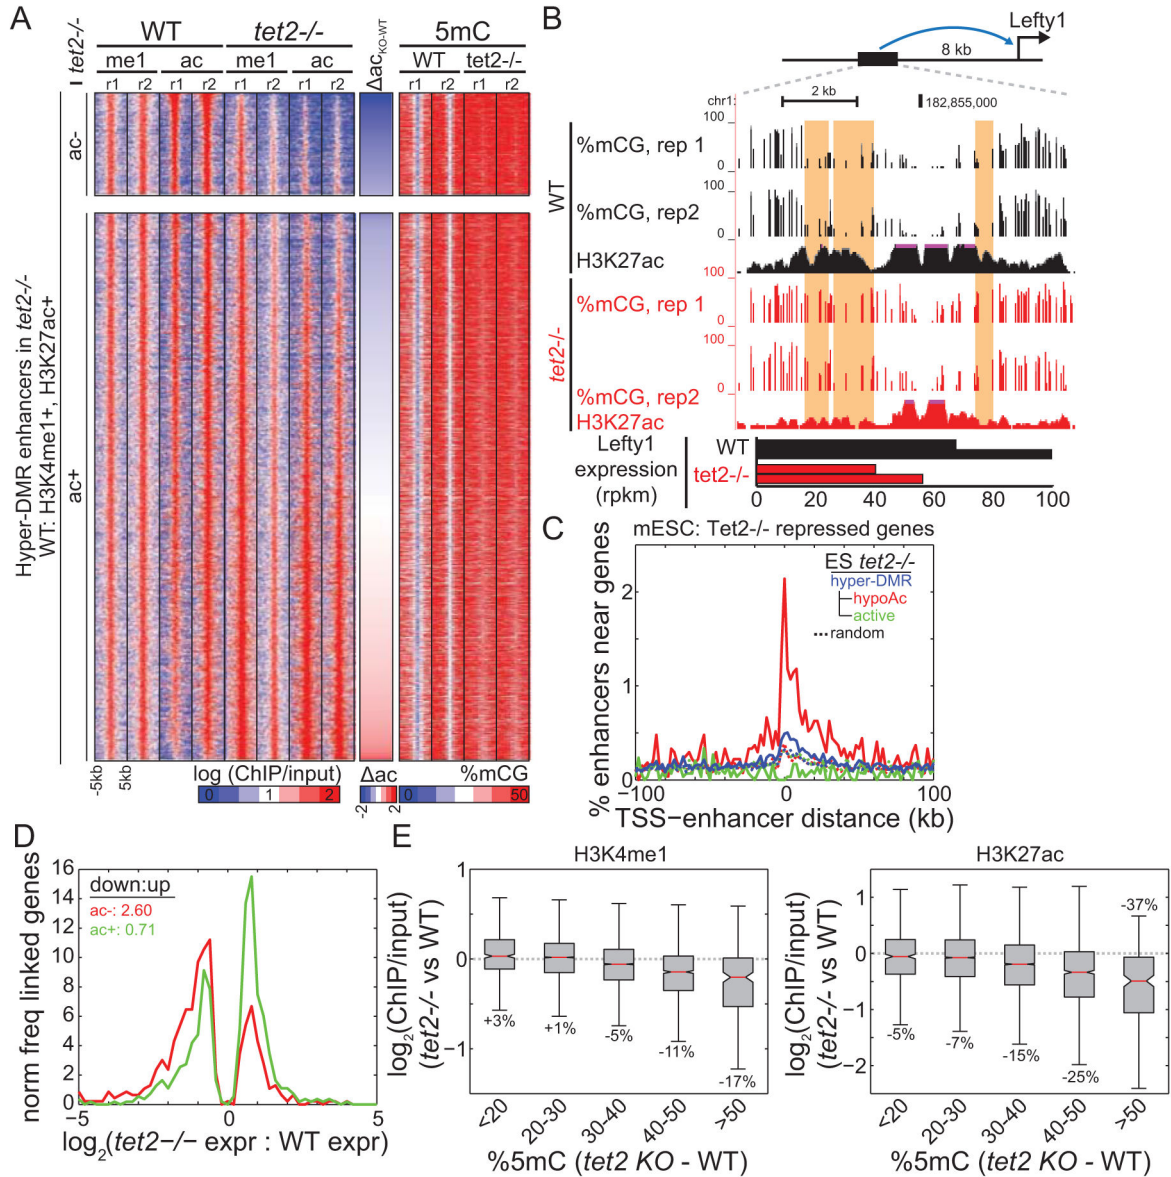 A
WT
tet2-/-
5mC
me1
ac
me1
ac
ΔacKO-WT
WT
tet2-/-
r1 r2 r1 r2 r1 r2 r1 r2
r1 r2 r1 r2
tet2-/-
ac-
ac+
Hyper-DMR enhancers in tet2-/-
WT: H3K4me1+, H3K27ac+
-5kb
5kb
log (ChIP/input)
0 1 2
Δac
-2 2
%mCG
0 50
B
Lefty1
8 kb
2 kb
chr1:
182,855,000
100
%mCG, rep 1
0
100
%mCG, rep2
0
WT
H3K27ac
100
%mCG, rep 1
0
100
0
%mCG, rep2
H3K27ac
tet2-/-
Lefty1
expression
(rpkm)
WT
tet2-/-
0 20 40 60 80 100
C
mESC: Tet2-/- repressed genes
ES tet2-/-
hyper-DMR
hypoAc
active
random
% enhancers near genes
2
1
0
−100 0 100
TSS−enhancer distance (kb)
D
norm freq linked genes
16
14
12
10
8
6
4
2
0
down:up
ac-: 2.60
ac+: 0.71
−5 0 5
log2(tet2−/− expr : WT expr)
E
H3K4me1
log2(ChIP/input)
(tet2-/- vs WT)
1
0
−1
+3%
+1%
-5%
-11%
-17%
<20
20-30
30-40
40-50
>50
%5mC (tet2 KO - WT)
H3K27ac
log2(ChIP/input)
(tet2-/- vs WT)
1
0
−1
−2
-5%
-7%
-15%
-25%
-37%
<20
20-30
30-40
40-50
>50
%5mC (tet2 KO - WT)